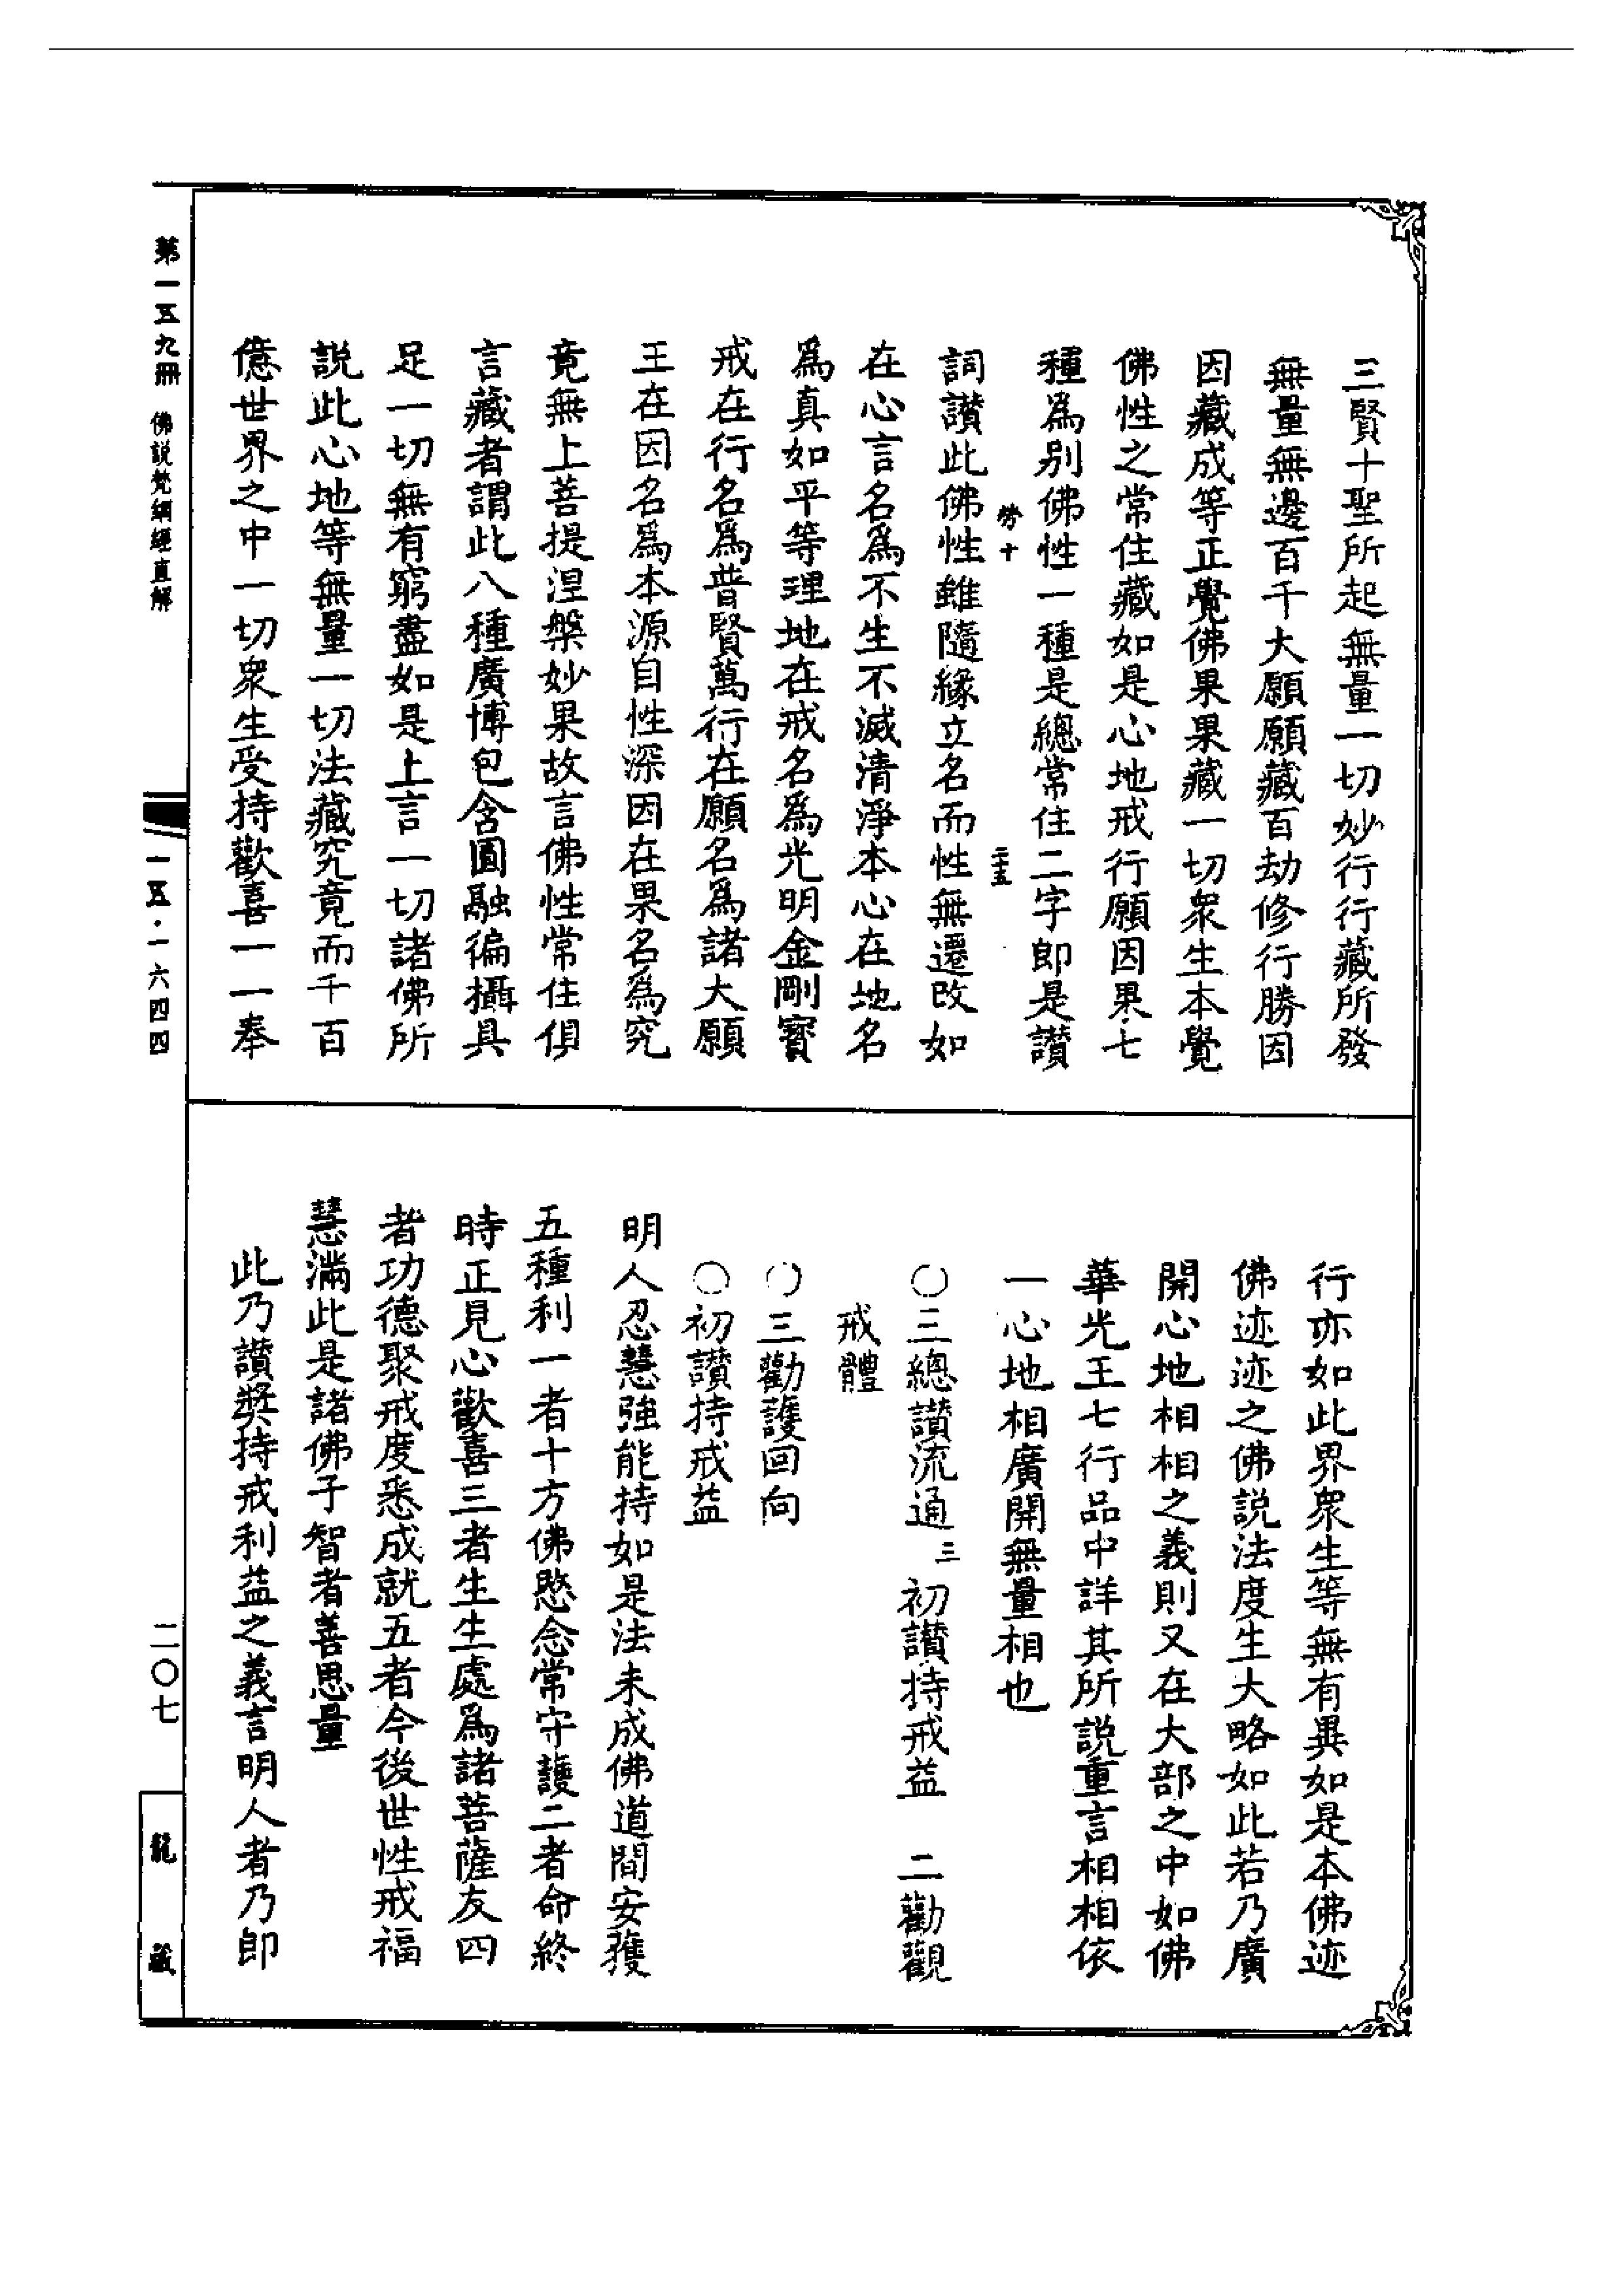 三賢十聖所起無量一切妙行行藏所發
無量無邊百千大願願藏百劫修行勝因
因藏成等正覺佛果果藏一切衆生本覺
佛性之常住藏如是心地戒行願因果七
種爲別佛性一種是總常住二字即是讃
勞十
二十五
詞讃此佛性雖隨緣立名而性無遷改如
在心言名爲不生不滅清淨本心在地名
爲真如平等理地在戒名爲光明金剛寳
戒在行名爲普賢萬行在願名爲諸大願
王在因名爲本源自性深因在果名爲究
竟無上菩提涅槃妙果故言佛性常住俱
言藏者謂此八種廣博包含圓融徧攝具
足一切無有窮盡如是上言一切諸佛所
説此心地等無量一切法藏究竟而千百
億世界之中一切衆生受持歡喜一一奉
行亦如此界衆生等無有異如是本佛迹
佛迹迹之佛説法度生大略如此若乃廣
開心地相相之義則又在大部之中如佛
華光王七行品中詳其所説重言相相依
一心地相廣開無量相也
〇三總讃流通三 初讃持戒益 二勸觀
戒體
〇三勸護回向
〇初讃持戒益
明人忍慧強能持如是法未成佛道間安獲
五種利一者十方佛愍念常守護二者命終
時正見心歡喜三者生生處爲諸菩薩友四
者功德聚戒度悉成就五者今後世性戒福
慧滿此是諸佛子智者善思量
此乃讃獎持戒利益之義言明人者乃即
第一五九冊 佛説梵網經直解
一五·一六四四
二〇七
龍藏